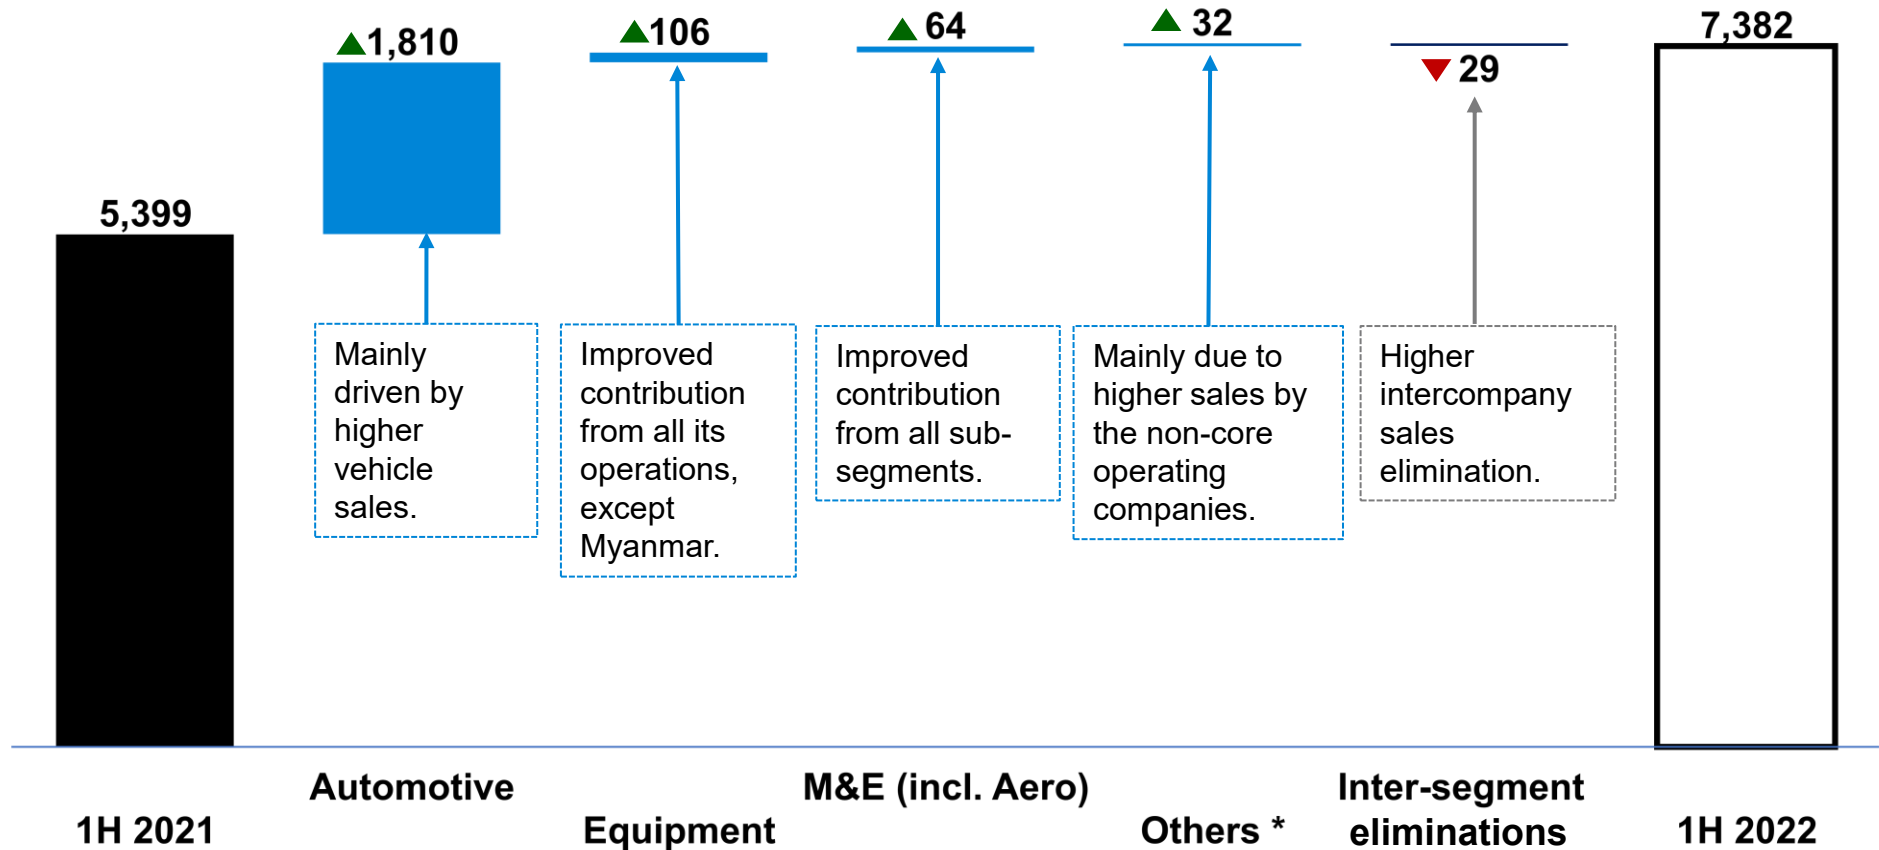 5,399
▲1,810
▲106
▲64
▲32
▼29
7,382
Mainly
driven by
higher
vehicle
sales.
Improved
contribution
from all its
operations,
except
Myanmar.
Improved
contribution
from all sub-
segments.
Mainly due to
higher sales by
the non-core
operating
companies.
Higher
intercompany
sales
elimination.
1H 2021
Automotive
Equipment
M&E (incl. Aero)
Others *
Inter-segment
eliminations
1H 2022